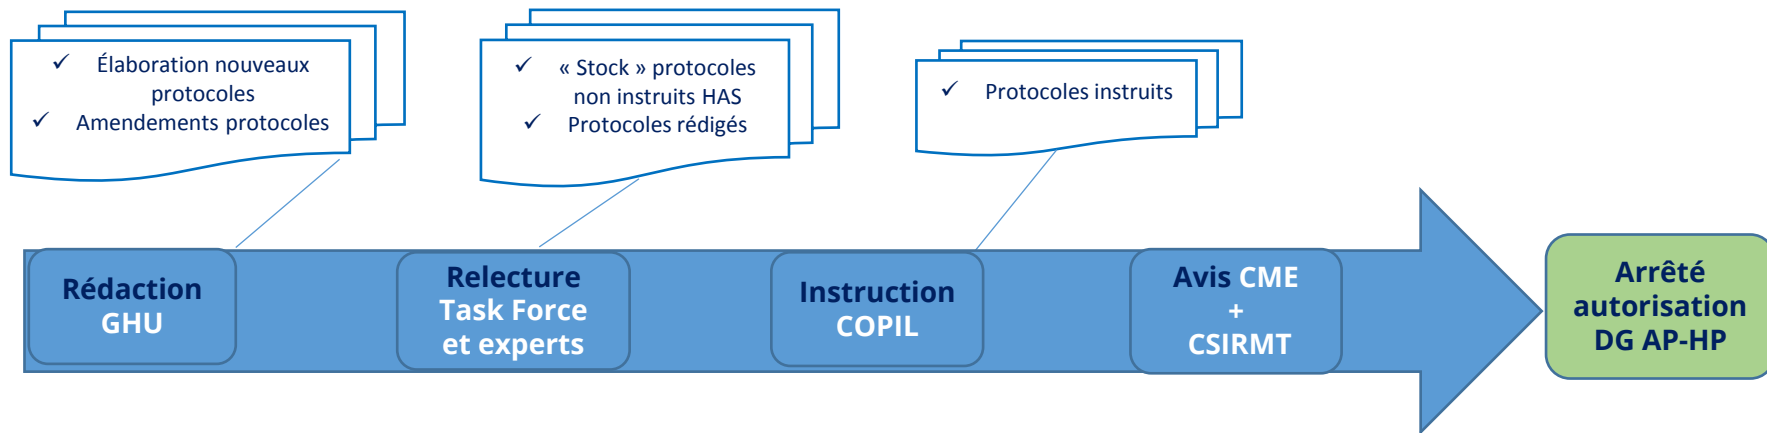 ✓ Élaboration nouveaux
protocoles
✓ Amendements protocoles
✓ « Stock » protocoles
non instruits HAS
✓ Protocoles rédigés
✓ Protocoles instruits
Rédaction
GHU
Relecture
Task Force
et experts
Instruction
COPIL
Avis CME
+
CSIRMT
Arrêté
autorisation
DG AP-HP